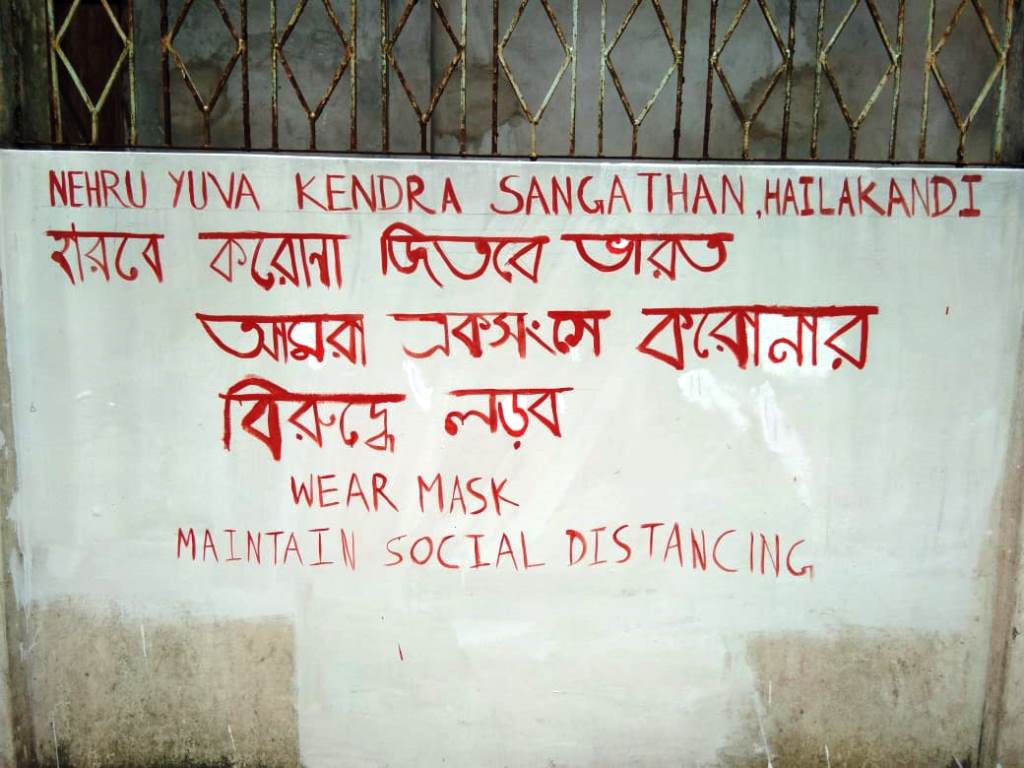 NEHRU YUVA KENDRA SANGATHAN, HAILAKANDI
হারবে করোনা জিতবে ভারত
আমরা একসংগে করোনার
বিরুদ্ধে লড়ব
WEAR MASK
MAINTAIN SOCIAL DISTANCING